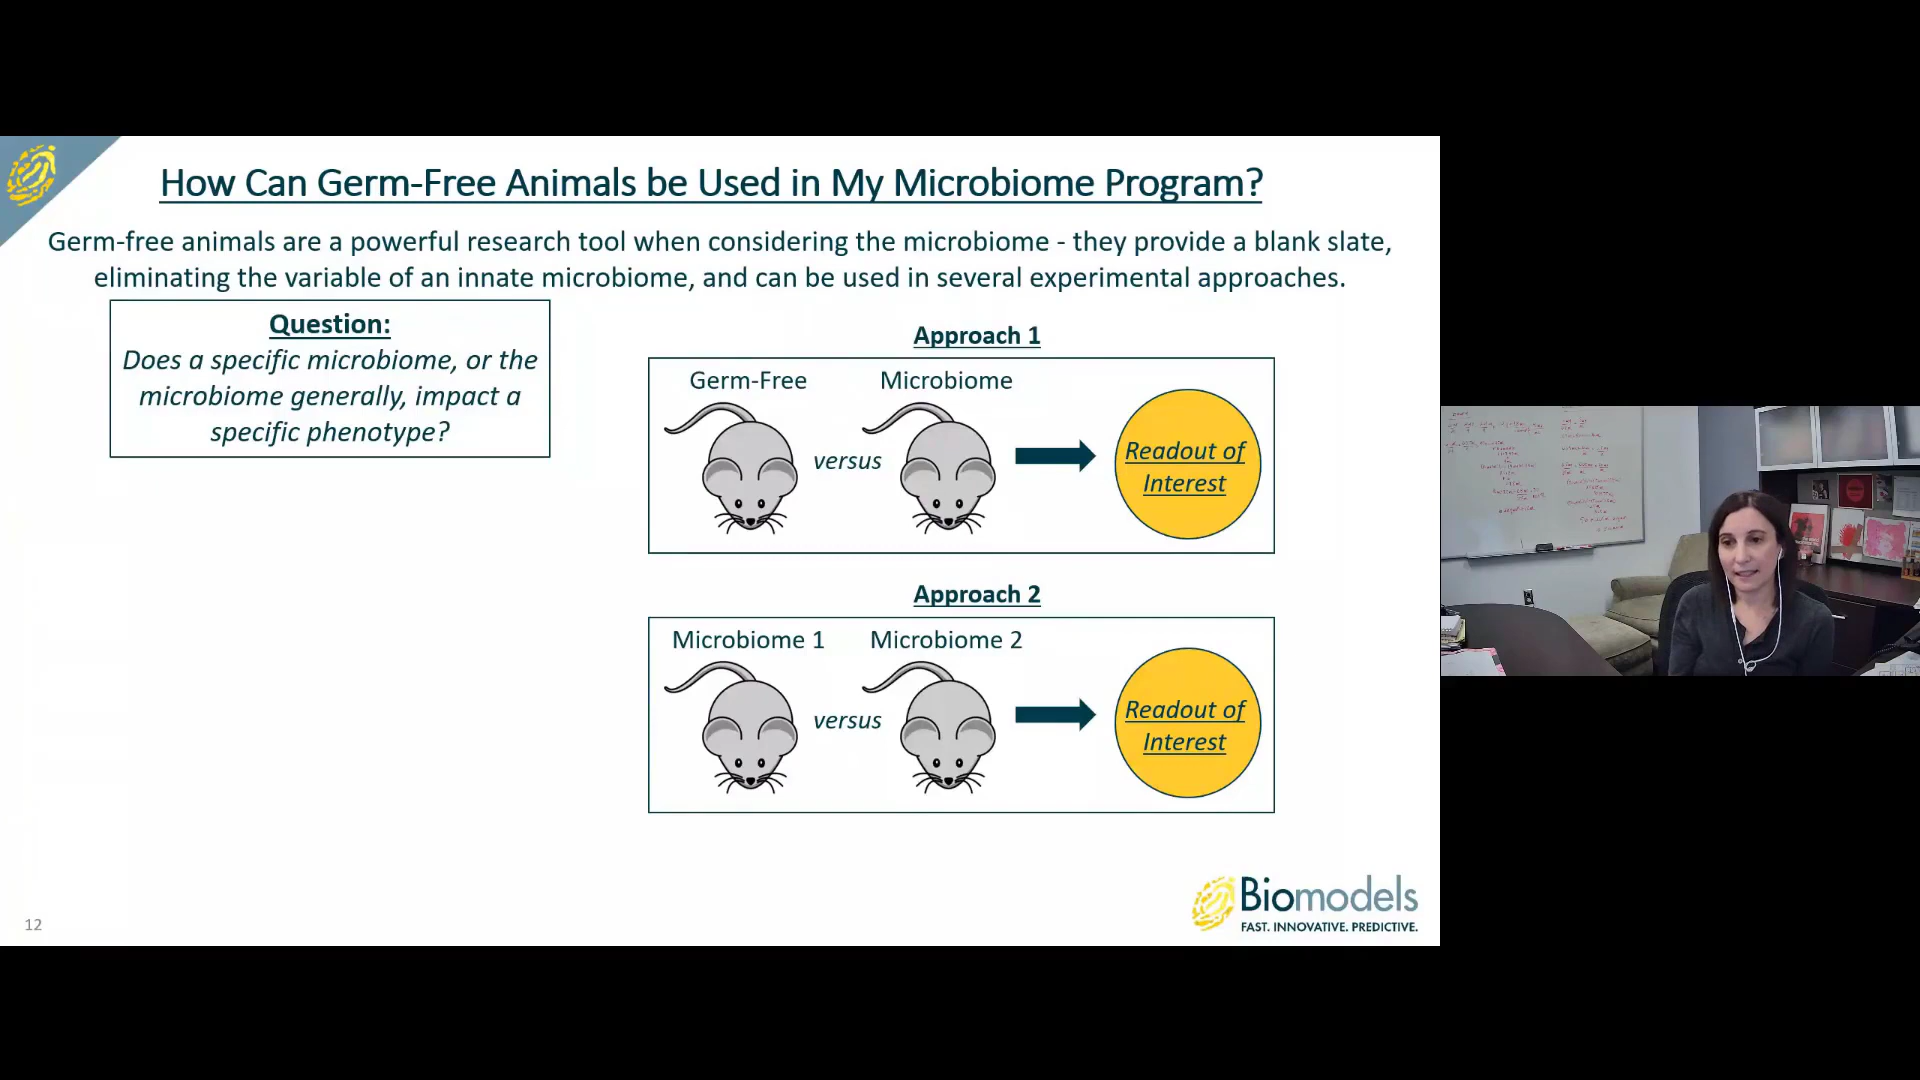 How Can Germ-Free Animals be Used in My Microbiome Program?
Germ-free animals are a powerful research tool when considering the microbiome - they provide a blank slate,
eliminating the variable of an innate microbiome, and can be used in several experimental approaches.
Question:
Does a specific microbiome, or the
microbiome generally, impact a
specific phenotype?
Approach 1
Germ-Free
Microbiome
versus
Readout of
Interest
Approach 2
Microbiome 1
Microbiome 2
versus
Readout of
Interest
Biomodels
FAST. INNOVATIVE. PREDICTIVE.
12